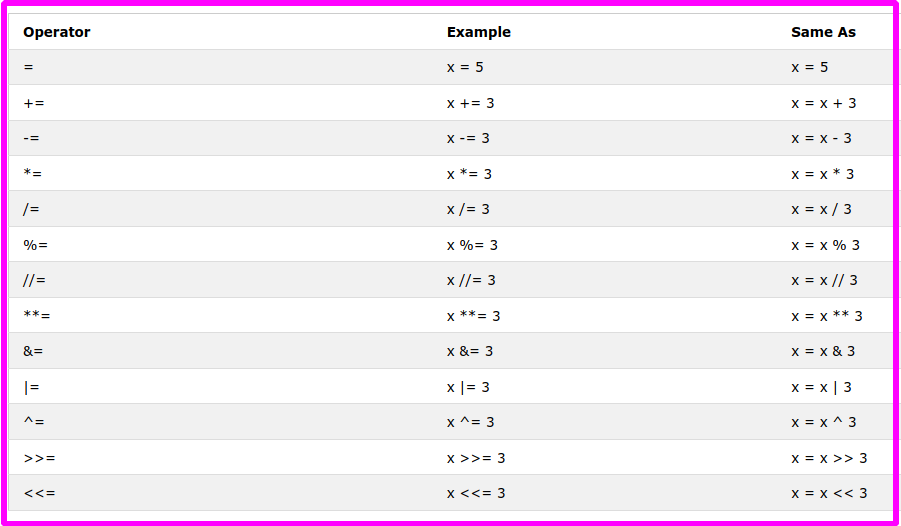 Operator Example Same As
= x = 5 x = 5
+= x += 3 x = x + 3
-= x -= 3 x = x - 3
*= x *= 3 x = x * 3
/= x /= 3 x = x / 3
%= x %= 3 x = x % 3
//= x //= 3 x = x // 3
**= x **= 3 x = x ** 3
&= x &= 3 x = x & 3
|= x |= 3 x = x | 3
^= x ^= 3 x = x ^ 3
>>= x >>= 3 x = x >> 3
<<= x <<= 3 x = x << 3